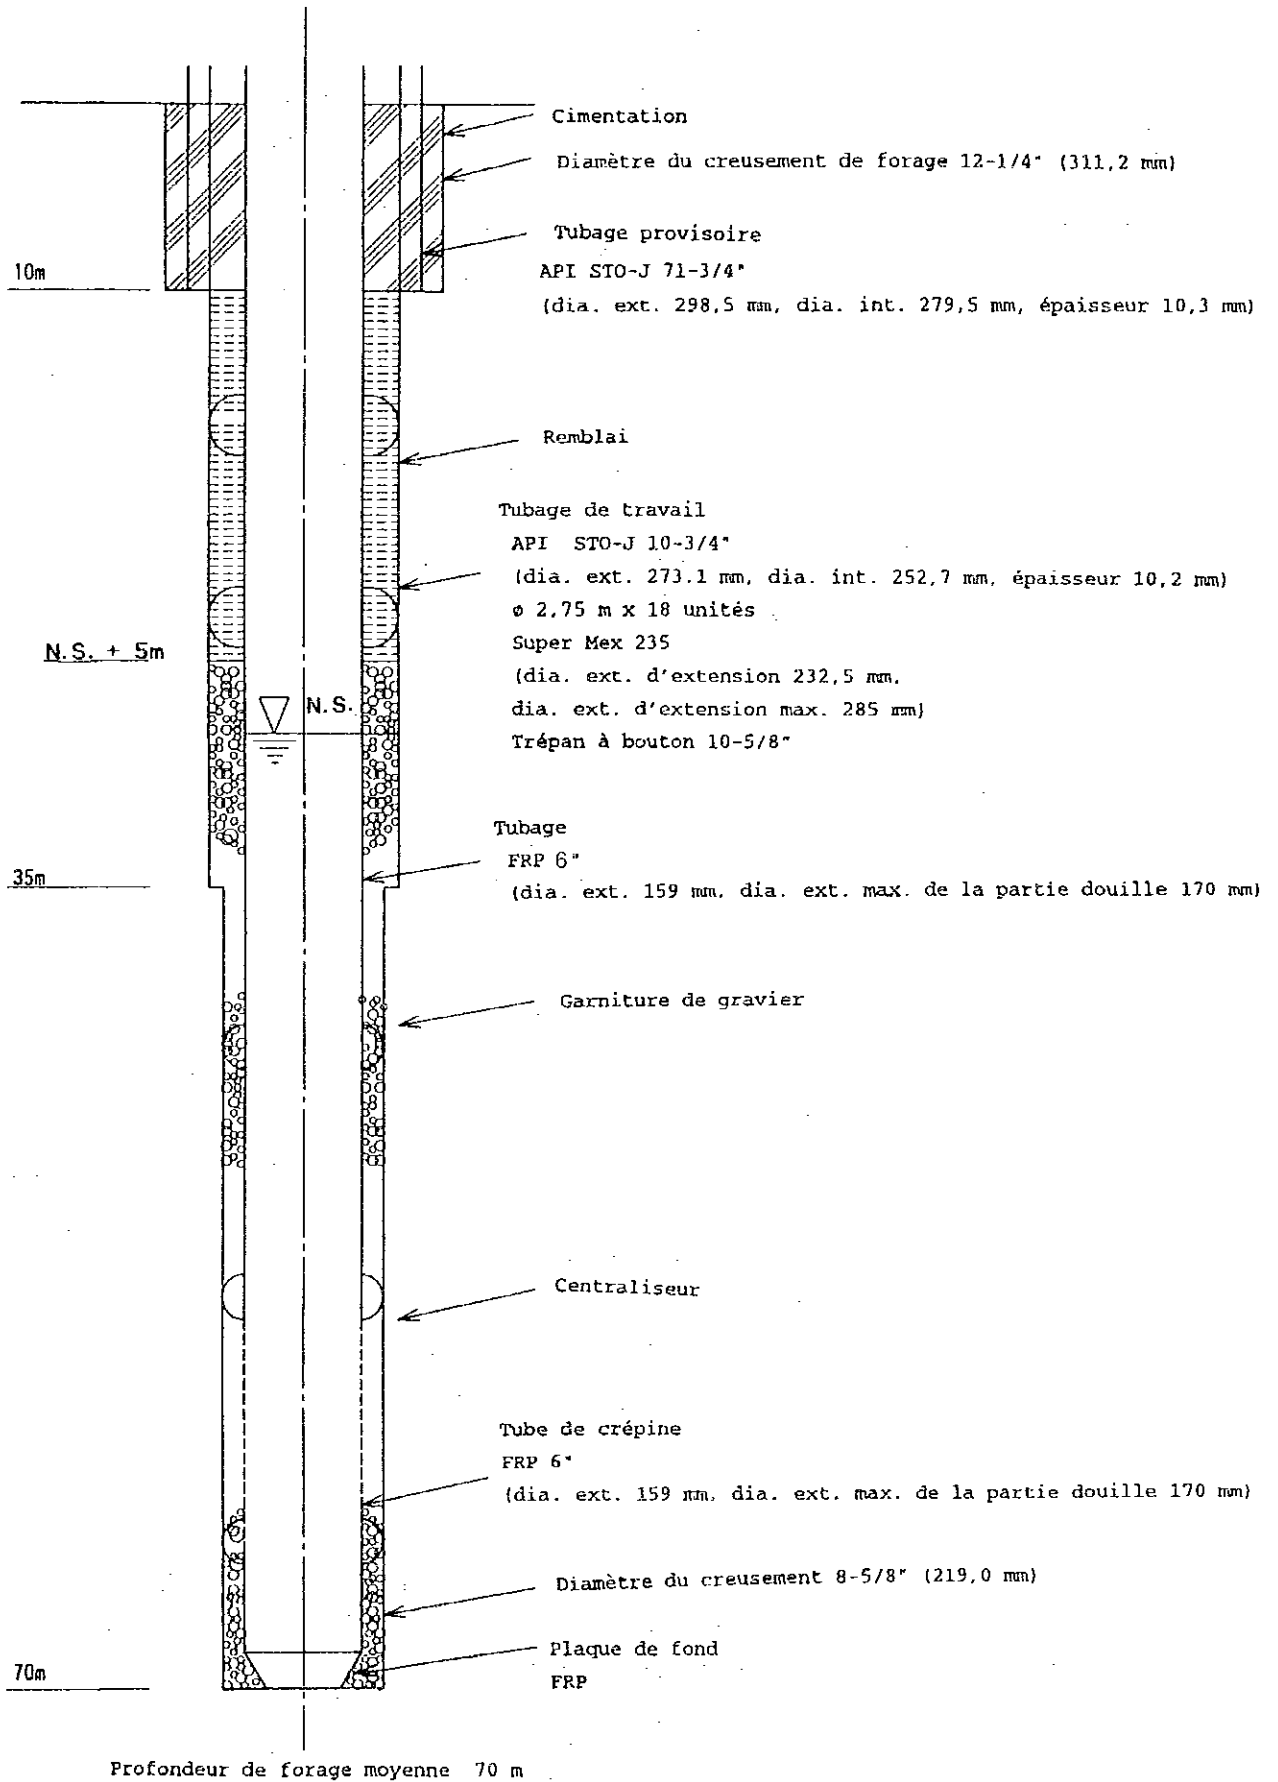 Cimentation
Diamètre du creusement de forage 12-1/4" (311,2 mm)
Tubage provisoire
API STO-J 71-3/4"
(dia. ext. 298,5 mm, dia. int. 279,5 mm, épaisseur 10,3 mm)
10m
Remblai
Tubage de travail
API STO-J 10-3/4"
(dia. ext. 273.1 mm, dia. int. 252,7 mm, épaisseur 10,2 mm)
ø 2,75 m x 18 unités
Super Mex 235
(dia. ext. d'extension 232,5 mm,
dia. ext. d'extension max. 285 mm)
Trépan à bouton 10-5/8"
N.S. + 5m
N.S.
Tubage
FRP 6"
(dia. ext. 159 mm, dia. ext. max. de la partie douille 170 mm)
35m
Garniture de gravier
Centraliseur
Tube de crépine
FRP 6"
(dia. ext. 159 mm, dia. ext. max. de la partie douille 170 mm)
Diamètre du creusement 8-5/8" (219,0 mm)
Plaque de fond
FRP
70m
Profondeur de forage moyenne 70 m